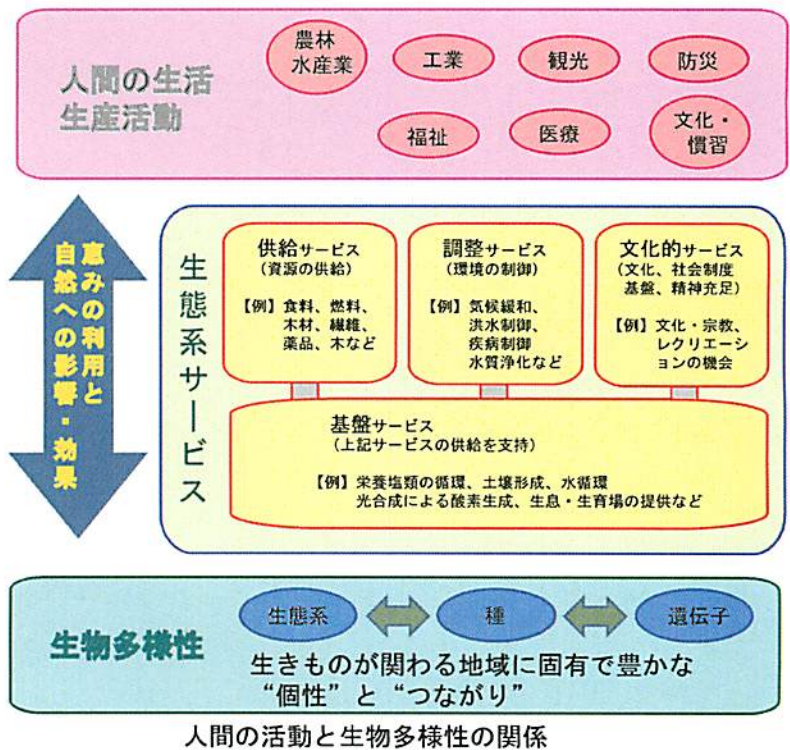 人間の生活
生産活動
農林
水産業
工業
観光
防災
福祉
医療
文化・
慣習
恵みの利用と
自然への影響・効果
生態系サービス
供給サービス
(資源の供給)
【例】食料、燃料、
木材、繊維、
薬品、木など
調整サービス
(環境の制御)
【例】気候緩和、
洪水制御、
疾病制御
水質浄化など
文化的サービス
(文化、社会制度
基盤、精神充足)
【例】文化・宗教、
レクリエーシ
ョンの機会
基盤サービス
(上記サービスの供給を支持)
【例】栄養塩類の循環、土壌形成、水循環
光合成による酸素生成、生息・生育場の提供など
生物多様性
生態系
種
遺伝子
生きものが関わる地域に固有で豊かな
“個性”と“つながり”
人間の活動と生物多様性の関係